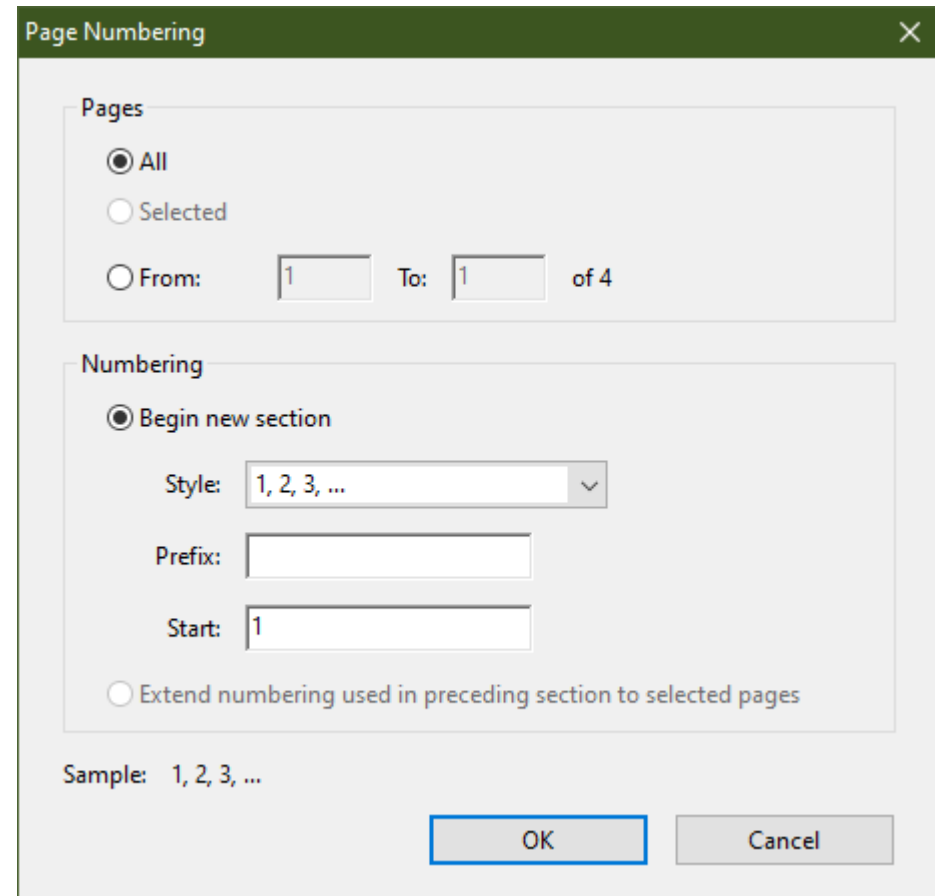 Page Numbering
Pages
All
Selected
From: 1 To: 1 of 4
Numbering
Begin new section
Style: 1, 2, 3, ...
Prefix:
Start: 1
Extend numbering used in preceding section to selected pages
Sample: 1, 2, 3, ...
OK Cancel